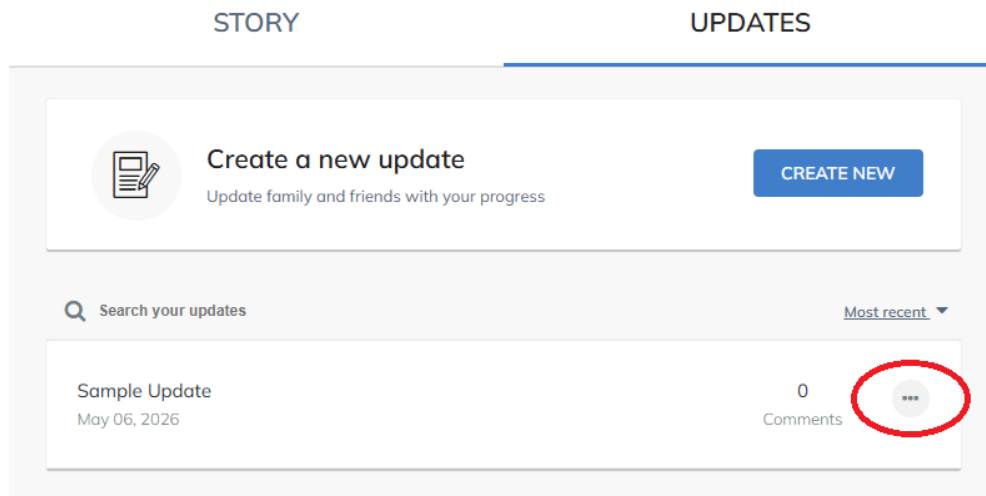 STORY
UPDATES
Create a new update
Update family and friends with your progress
CREATE NEW
Search your updates
Most recent
Sample Update
May 06, 2026
0
Comments